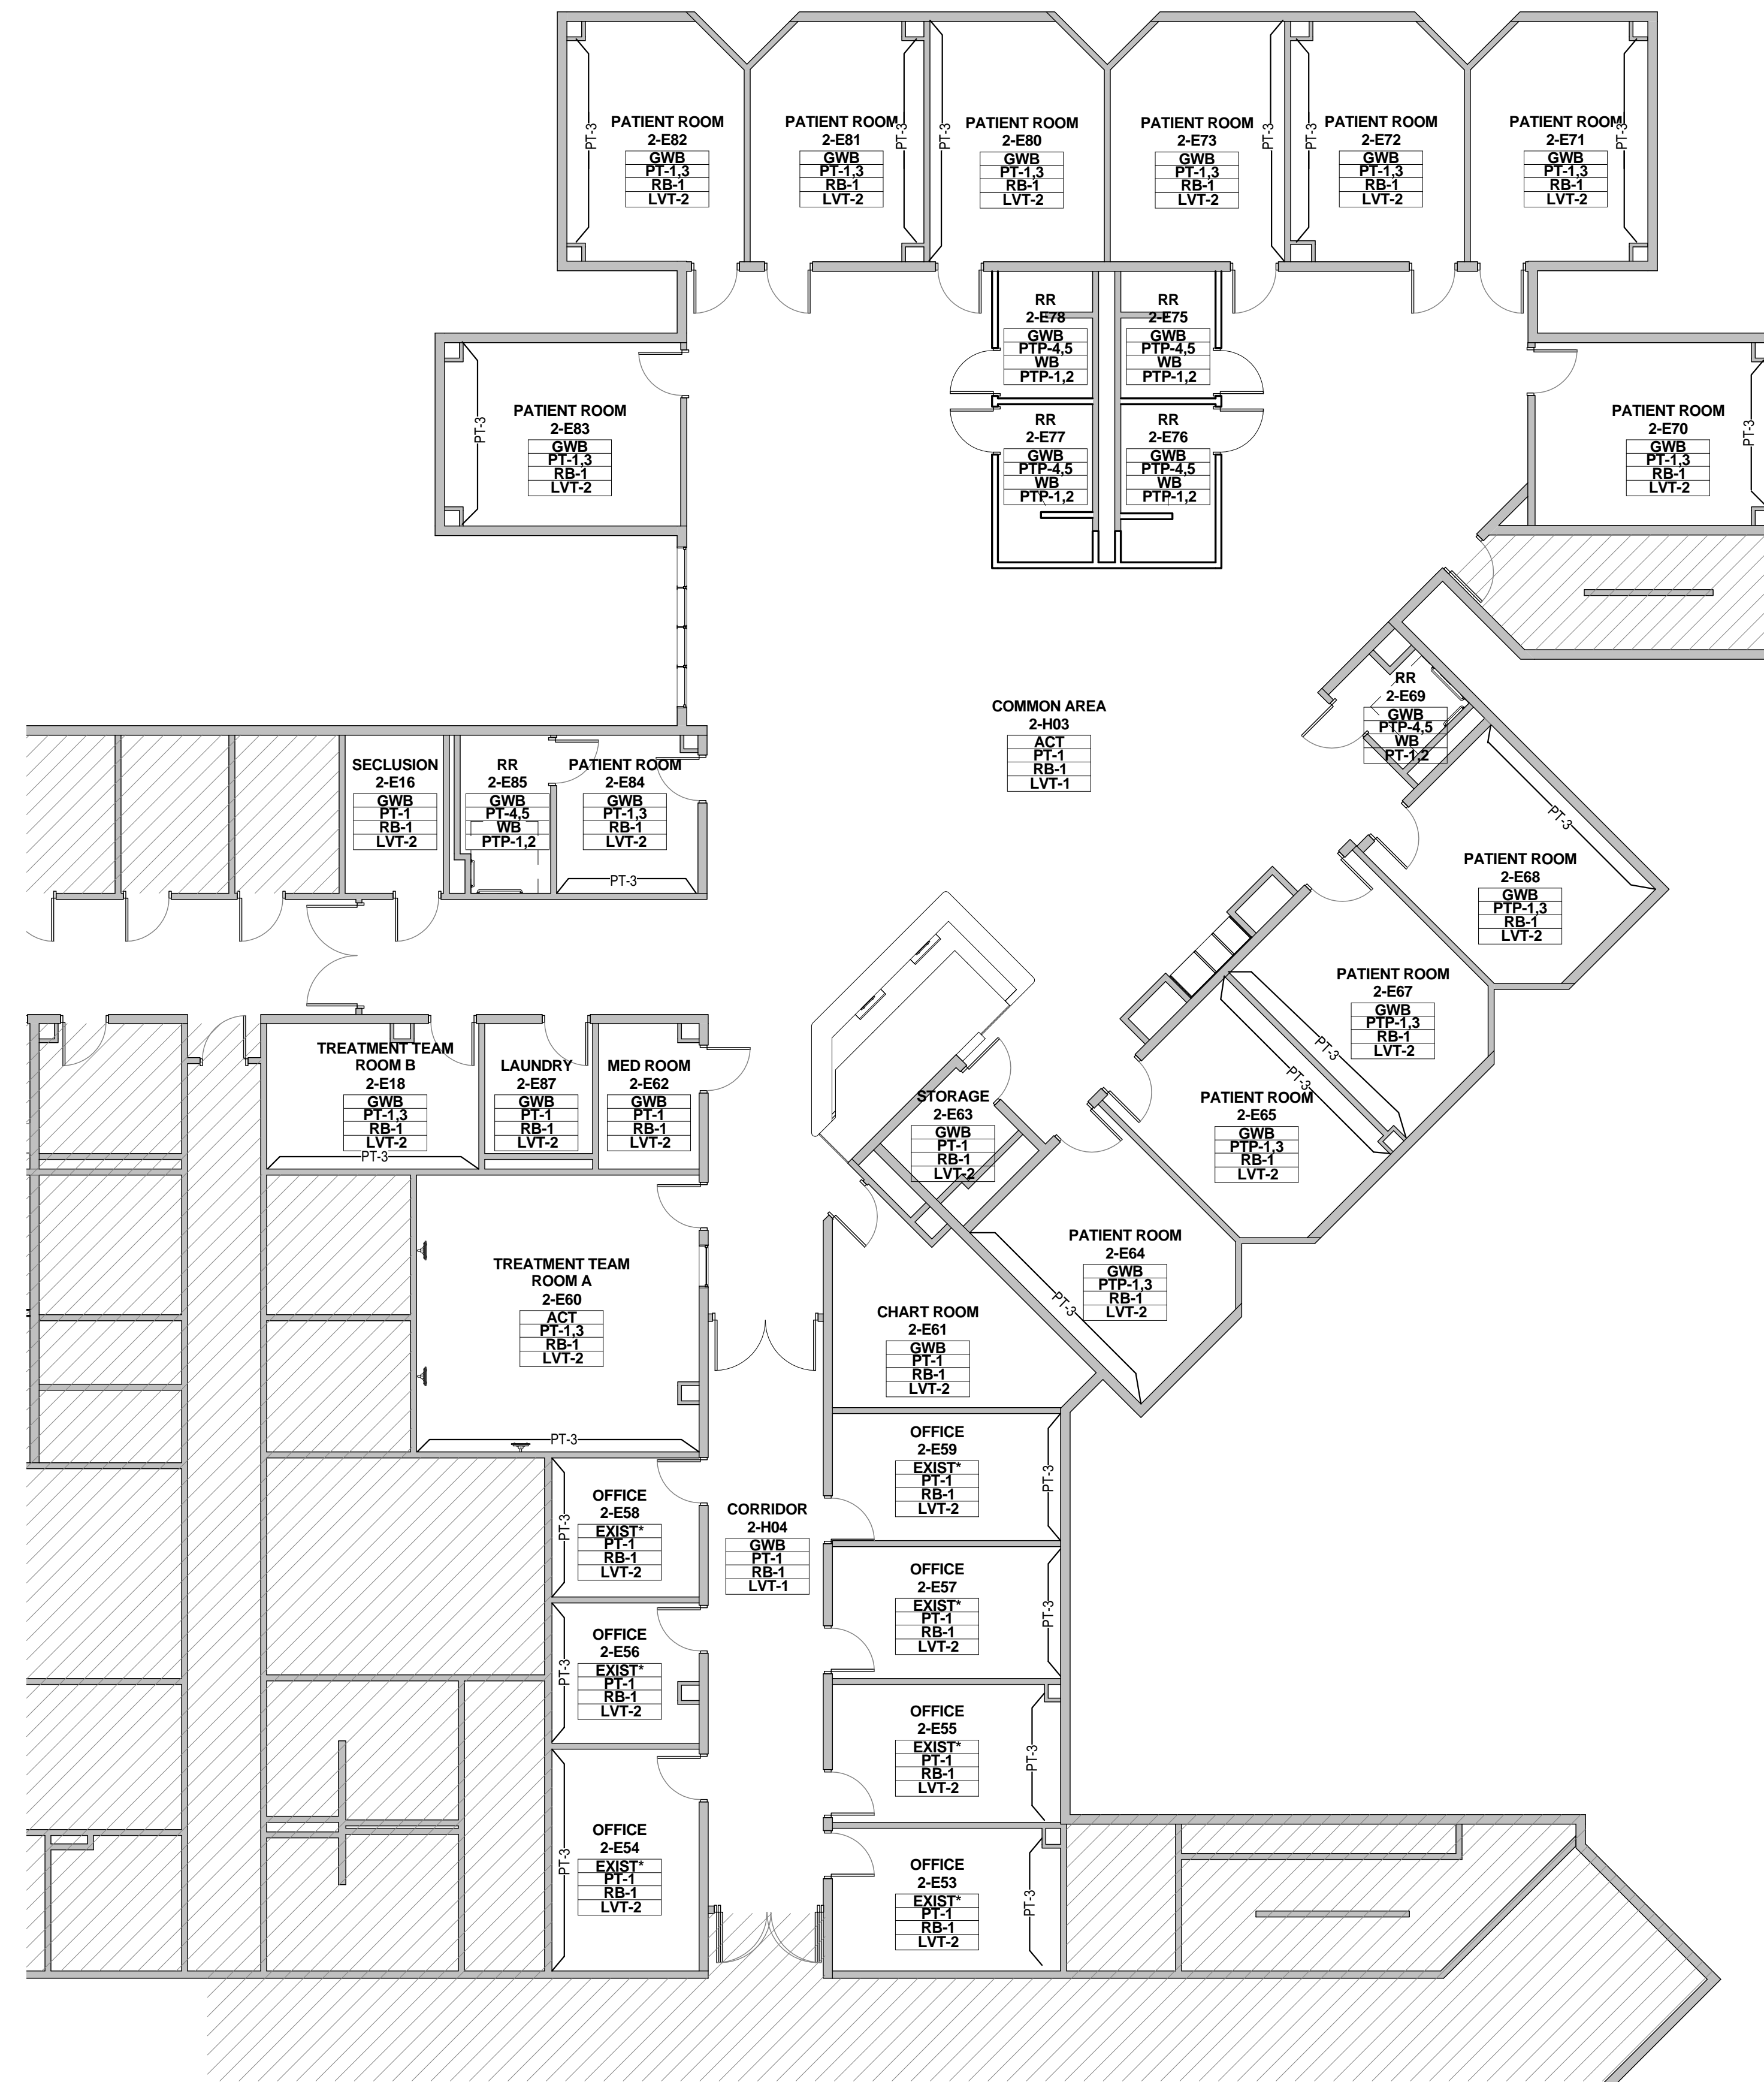 PATIENT ROOM
2-E82
GWB
PT-1,3
RB-1
LVT-2
PT-3
PATIENT ROOM
2-E81
GWB
PT-1,3
RB-1
LVT-2
PT-3
PATIENT ROOM
2-E80
GWB
PT-1,3
RB-1
LVT-2
PT-3
PATIENT ROOM
2-E73
GWB
PT-1,3
RB-1
LVT-2
PT-3
PATIENT ROOM
2-E72
GWB
PT-1,3
RB-1
LVT-2
PT-3
PATIENT ROOM
2-E71
GWB
PT-1,3
RB-1
LVT-2
PT-3
RR
2-E78
GWB
PTP-4,5
WB
PTP-1,2
RR
2-E75
GWB
PTP-4,5
WB
PTP-1,2
PATIENT ROOM
2-E83
GWB
PT-1,3
RB-1
LVT-2
PT-3
RR
2-E77
GWB
PTP-4,5
WB
PTP-1,2
RR
2-E76
GWB
PTP-4,5
WB
PTP-1,2
PATIENT ROOM
2-E70
GWB
PT-1,3
RB-1
LVT-2
PT-3
COMMON AREA
2-H03
ACT
PT-1
RB-1
LVT-1
RR
2-E69
GWB
PTP-4,5
WB
PT-1,2
SECLUSION
2-E16
GWB
PT-1
RB-1
LVT-2
RR
2-E85
GWB
PT-4,5
WB
PTP-1,2
PATIENT ROOM
2-E84
GWB
PT-1,3
RB-1
LVT-2
PT-3
PATIENT ROOM
2-E68
GWB
PTP-1,3
RB-1
LVT-2
PT-3
PATIENT ROOM
2-E67
GWB
PTP-1,3
RB-1
LVT-2
PT-3
TREATMENT TEAM
ROOM B
2-E18
GWB
PT-1,3
RB-1
LVT-2
PT-3
LAUNDRY
2-E87
GWB
PT-1
RB-1
LVT-2
MED ROOM
2-E62
GWB
PT-1
RB-1
LVT-2
STORAGE
2-E63
GWB
PT-1
RB-1
LVT-2
PATIENT ROOM
2-E65
GWB
PTP-1,3
RB-1
LVT-2
PT-3
PATIENT ROOM
2-E64
GWB
PTP-1,3
RB-1
LVT-2
PT-3
TREATMENT TEAM
ROOM A
2-E60
ACT
PT-1,3
RB-1
LVT-2
PT-3
CHART ROOM
2-E61
GWB
PT-1
RB-1
LVT-2
OFFICE
2-E59
EXIST*
PT-1
RB-1
LVT-2
PT-3
OFFICE
2-E58
EXIST*
PT-1
RB-1
LVT-2
PT-3
CORRIDOR
2-H04
GWB
PT-1
RB-1
LVT-1
OFFICE
2-E57
EXIST*
PT-1
RB-1
LVT-2
PT-3
OFFICE
2-E56
EXIST*
PT-1
RB-1
LVT-2
PT-3
OFFICE
2-E55
EXIST*
PT-1
RB-1
LVT-2
PT-3
OFFICE
2-E54
EXIST*
PT-1
RB-1
LVT-2
PT-3
OFFICE
2-E53
EXIST*
PT-1
RB-1
LVT-2
PT-3